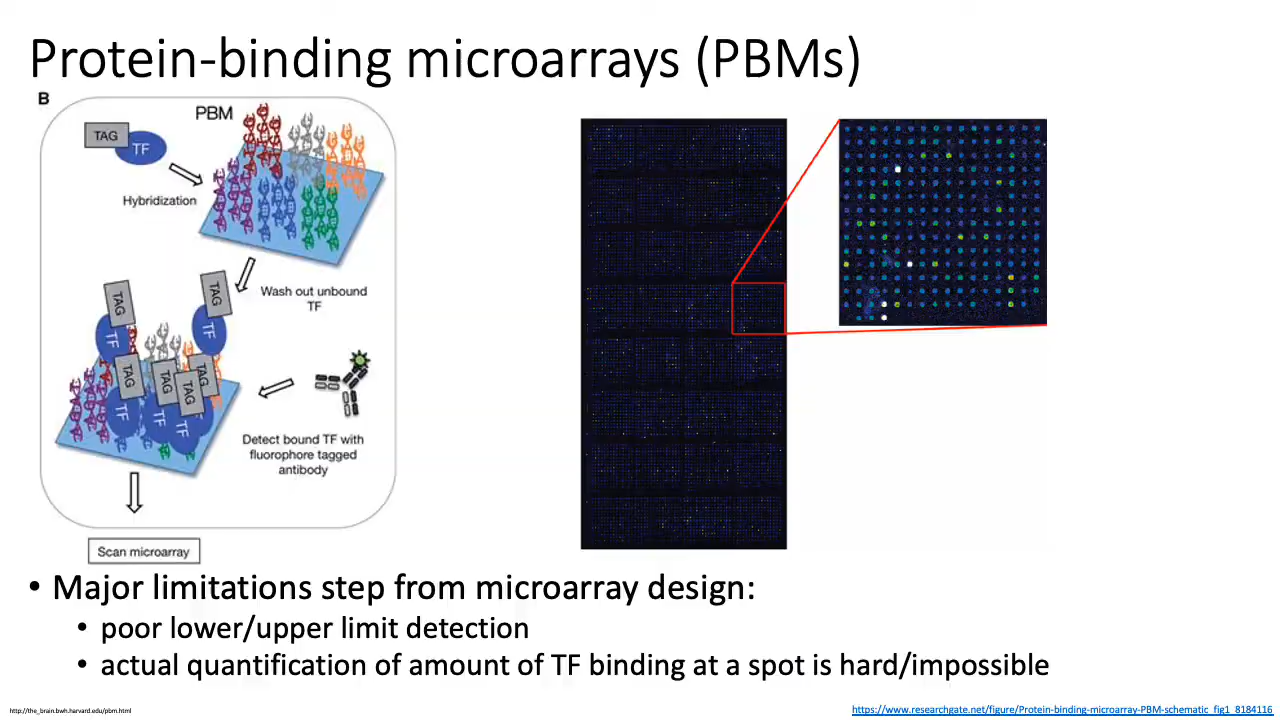 Protein-binding microarrays (PBMs)
B
PBM
TAG
TF
Hybridization
Wash out unbound
TF
TAG
TAG
TF
TF
TAG
TAG
TAG
TAG
TF
TF
TF
Detect bound TF with
fluorophore tagged
antibody
Scan microarray
• Major limitations step from microarray design:
• poor lower/upper limit detection
• actual quantification of amount of TF binding at a spot is hard/impossible
http://the_brain.bwh.harvard.edu/pbm.html
https://www.researchgate.net/figure/Protein-binding-microarray-PBM-schematic_fig1_8184116